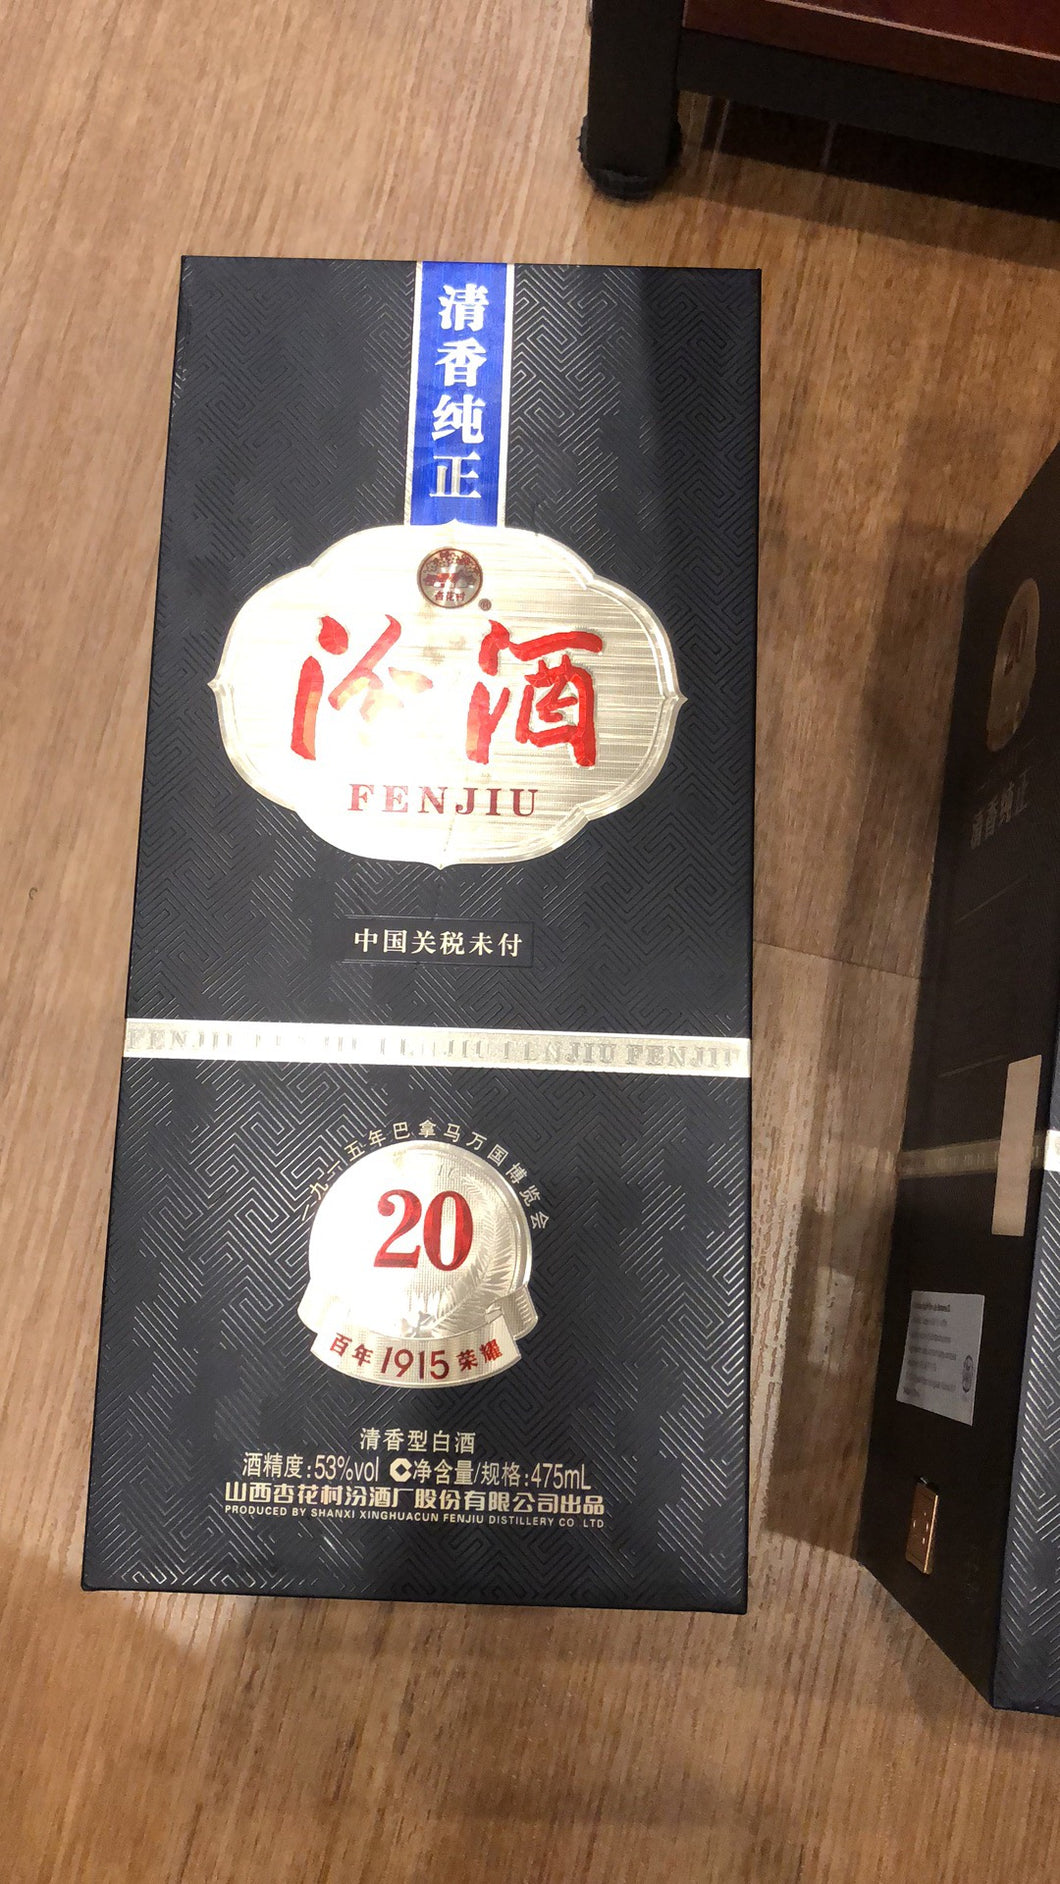 清香纯正
杏花村
®
汾酒
FENJIU
中国关税未付
FENJIU FENJIU FENJIU FENJIU FENJIU
一九一五年巴拿马万国博览会
20
百年1915荣耀
清香型白酒
酒精度:53%vol 净含量/规格:475mL
山西杏花村汾酒厂股份有限公司出品
PRODUCED BY SHANXI XINGHUACUN FENJIU DISTILLERY CO LTD
20
清香纯正